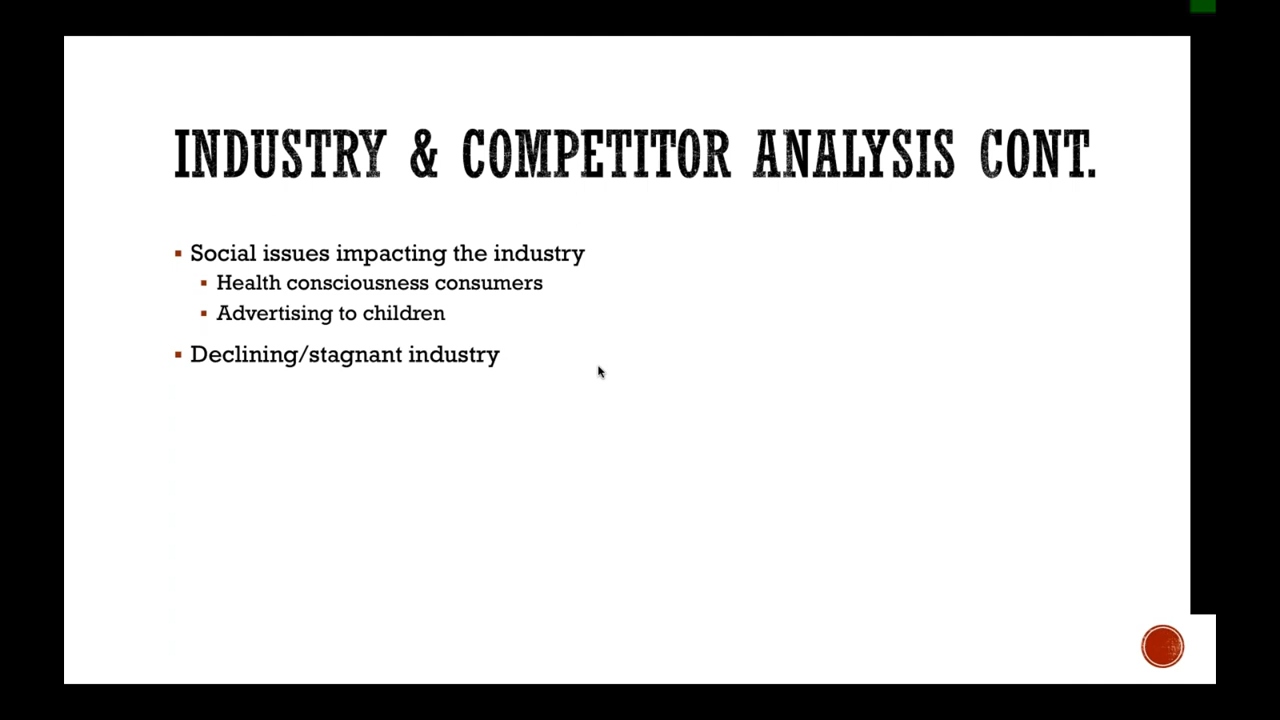 INDUSTRY & COMPETITOR ANALYSIS CONT.
Social issues impacting the industry
Health consciousness consumers
Advertising to children
Declining/stagnant industry